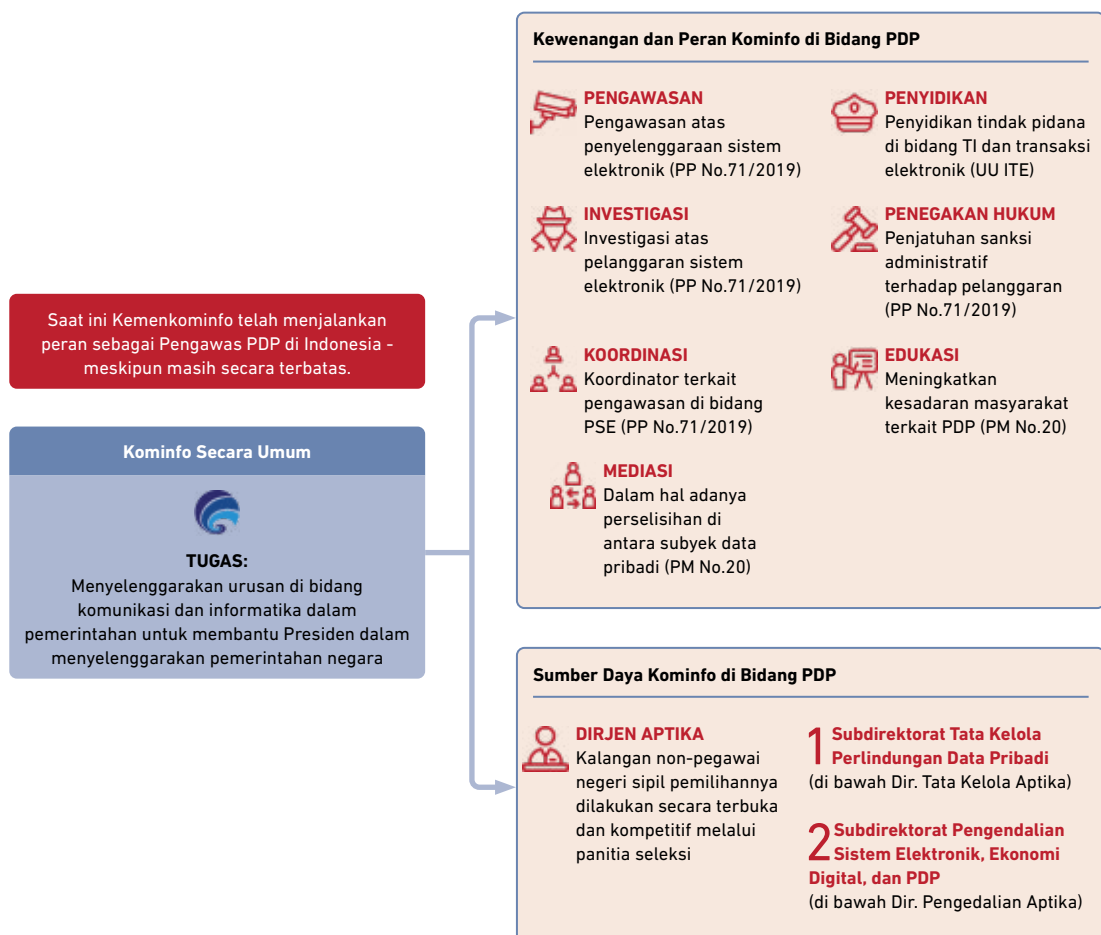 Saat ini Kemenkominfo telah menjalankan
peran sebagai Pengawas PDP di Indonesia -
meskipun masih secara terbatas.
Kominfo Secara Umum
TUGAS:
Menyelenggarakan urusan di bidang
komunikasi dan informatika dalam
pemerintahan untuk membantu Presiden dalam
menyelenggarakan pemerintahan negara
Kewenangan dan Peran Kominfo di Bidang PDP
PENGAWASAN
Pengawasan atas
penyelenggaraan sistem
elektronik (PP No.71/2019)
PENYIDIKAN
Penyidikan tindak pidana
di bidang TI dan transaksi
elektronik (UU ITE)
INVESTIGASI
Investigasi atas
pelanggaran sistem
elektronik (PP No.71/2019)
PENEGAKAN HUKUM
Penjatuhan sanksi
administratif
terhadap pelanggaran
(PP No.71/2019)
KOORDINASI
Koordinator terkait
pengawasan di bidang
PSE (PP No.71/2019)
EDUKASI
Meningkatkan
kesadaran masyarakat
terkait PDP (PM No.20)
MEDIASI
Dalam hal adanya
perselisihan di
antara subyek data
pribadi (PM No.20)
Sumber Daya Kominfo di Bidang PDP
DIRJEN APTIKA
Kalangan non-pegawai
negeri sipil pemilihannya
dilakukan secara terbuka
dan kompetitif melalui
panitia seleksi
1 Subdirektorat Tata Kelola
Perlindungan Data Pribadi
(di bawah Dir. Tata Kelola Aptika)
2 Subdirektorat Pengendalian
Sistem Elektronik, Ekonomi
Digital, dan PDP
(di bawah Dir. Pengedalian Aptika)